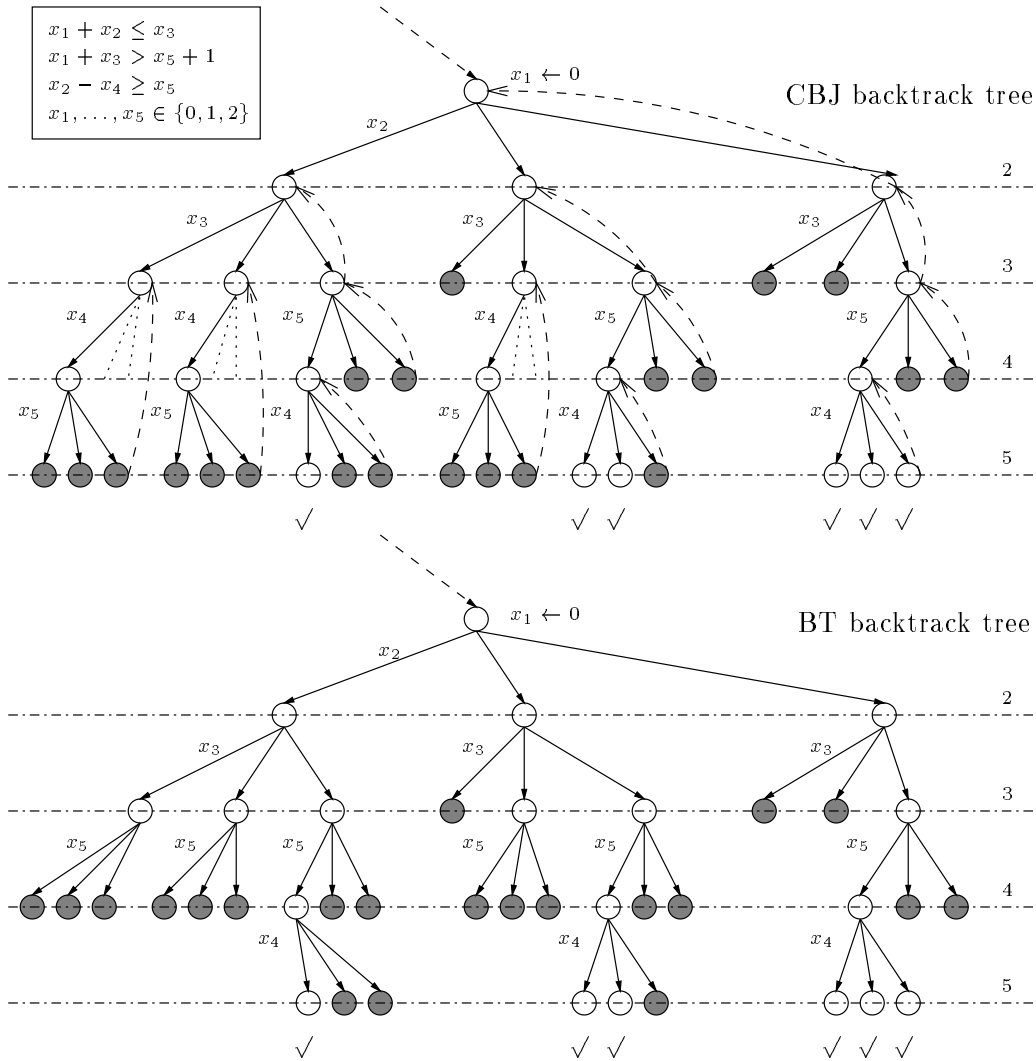 x₁ + x₂ ≤ x₃
x₁ + x₃ > x₅ + 1
x₂ − x₄ ≥ x₅
x₁, . . . , x₅ ∈ {0, 1, 2}
x₁ ← 0
CBJ backtrack tree
x₂
2
x₃ x₃ x₃
3
x₄ x₄ x₅ x₄ x₅ x₅
4
x₅ x₅ x₄ x₅ x₄ x₄
5
√ √ √ √ √ √
x₁ ← 0
BT backtrack tree
x₂
2
x₃ x₃ x₃
3
x₅ x₅ x₅ x₅ x₅ x₅
4
x₄ x₄ x₄
5
√ √ √ √ √ √